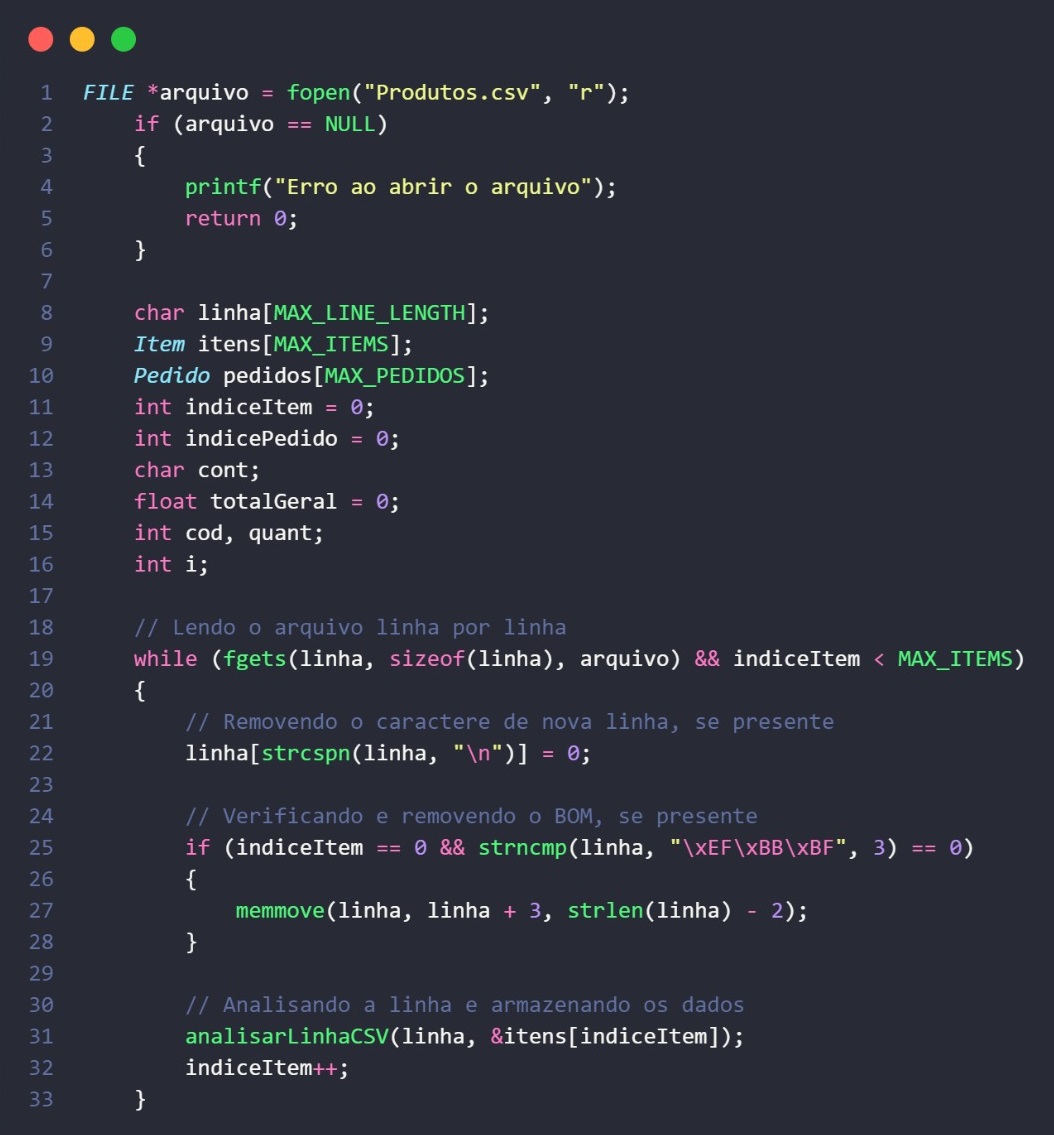 1 FILE *arquivo = fopen("Produtos.csv", "r");
2 if (arquivo == NULL)
3 {
4 printf("Erro ao abrir o arquivo");
5 return 0;
6 }
7
8 char linha[MAX_LINE_LENGTH];
9 Item itens[MAX_ITEMS];
10 Pedido pedidos[MAX_PEDIDOS];
11 int indiceItem = 0;
12 int indicePedido = 0;
13 char cont;
14 float totalGeral = 0;
15 int cod, quant;
16 int i;
17
18 // Lendo o arquivo linha por linha
19 while (fgets(linha, sizeof(linha), arquivo) && indiceItem < MAX_ITEMS)
20 {
21 // Removendo o caractere de nova linha, se presente
22 linha[strcspn(linha, "\n")] = 0;
23
24 // Verificando e removendo o BOM, se presente
25 if (indiceItem == 0 && strncmp(linha, "\xEF\xBB\xBF", 3) == 0)
26 {
27 memmove(linha, linha + 3, strlen(linha) - 2);
28 }
29
30 // Analisando a linha e armazenando os dados
31 analisarLinhaCSV(linha, &itens[indiceItem]);
32 indiceItem++;
33 }